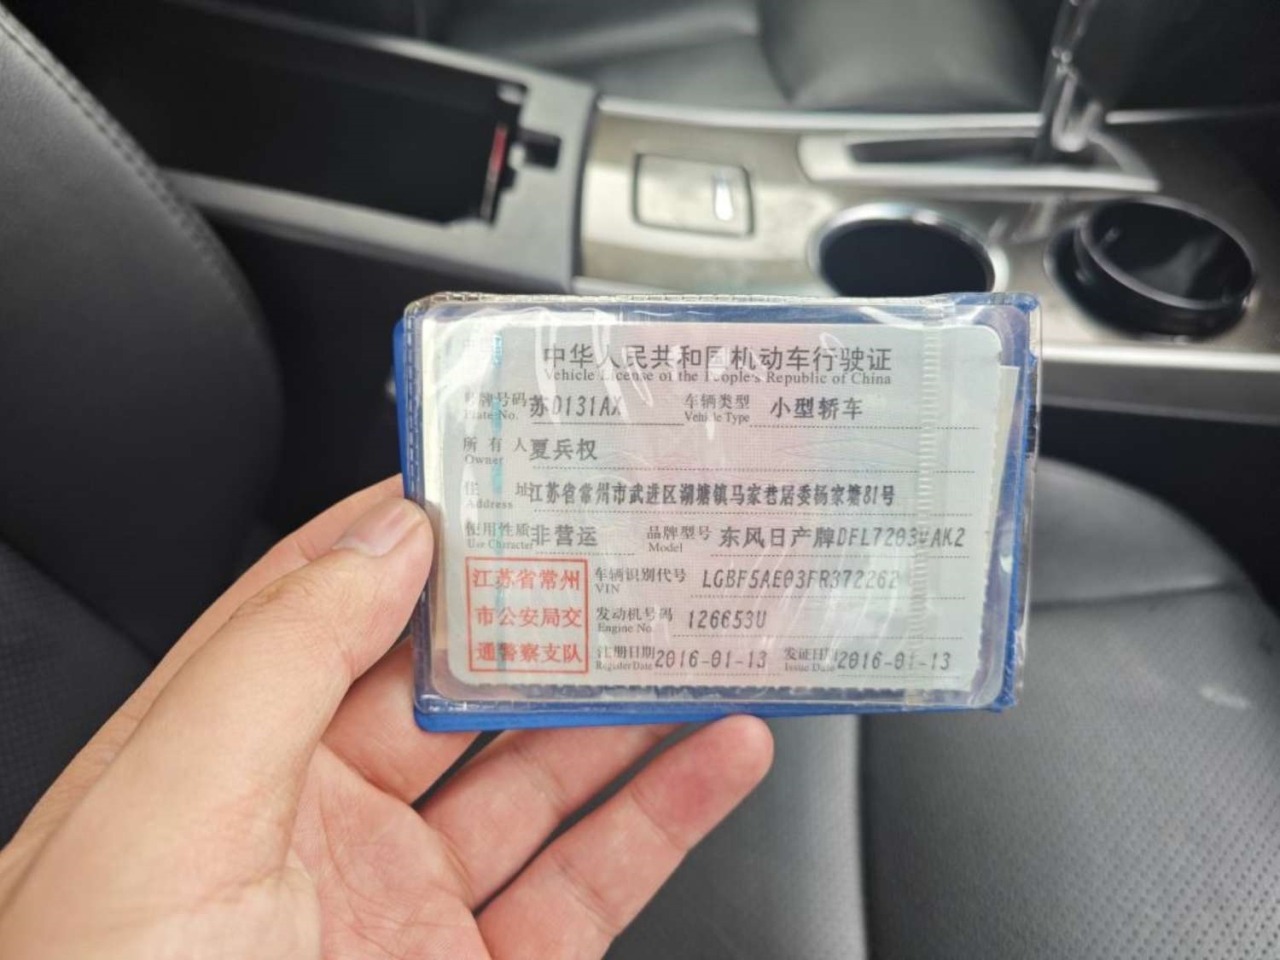 中华人民共和国机动车行驶证
Vehicle License of the People's Republic of China
号牌号码 苏D131AX 车辆类型 小型轿车
Plate No. Vehicle Type
所有人 夏兵权
Owner
住址 江苏省常州市武进区湖塘镇马家巷居委杨家塘81号
Address
使用性质 非营运 品牌型号 东风日产牌DFL7203VAK2
Use Character Model
江苏省常州 车辆识别代号 LGBF5AE03FR372262
VIN
市公安局交 发动机号码 126653U
Engine No.
通警察支队 注册日期 2016-01-13 发证日期 2016-01-13
Register Date Issue Date